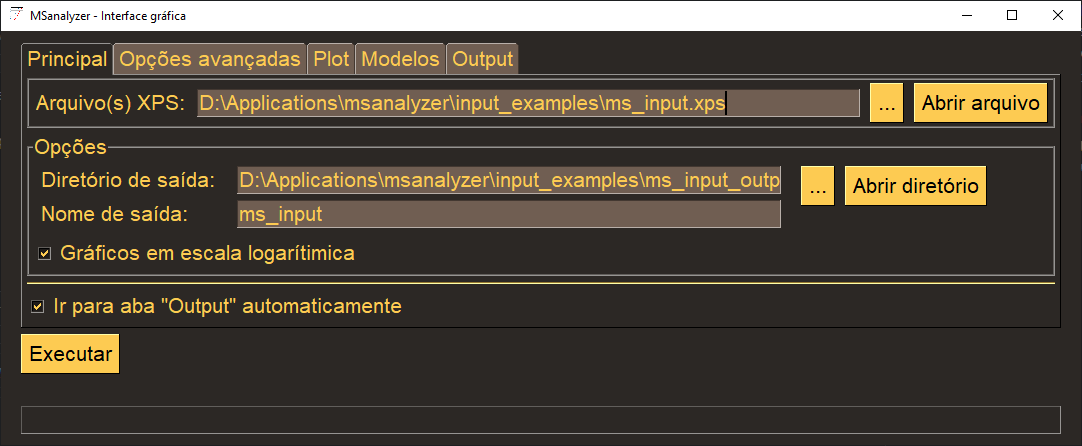 MSanalyzer - Interface gráfica
Principal Opções avançadas Plot Modelos Output
Arquivo(s) XPS: D:\Applications\msanalyzer\input_examples\ms_input.xps ... Abrir arquivo
Opções
Diretório de saída: D:\Applications\msanalyzer\input_examples\ms_input_outp ... Abrir diretório
Nome de saída: ms_input
Gráficos em escala logarítimica
Ir para aba "Output" automaticamente
Executar